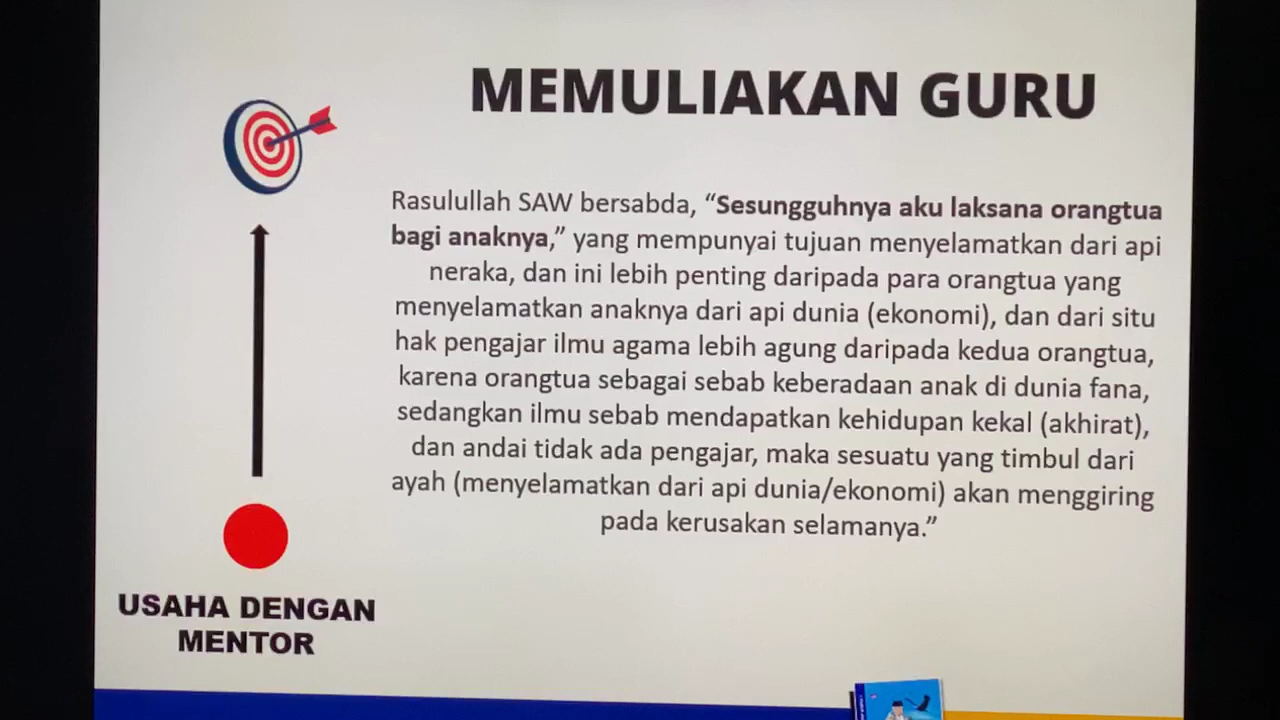 MEMULIAKAN GURU
Rasulullah SAW bersabda, “Sesungguhnya aku laksana orangtua
bagi anaknya,” yang mempunyai tujuan menyelamatkan dari api
neraka, dan ini lebih penting daripada para orangtua yang
menyelamatkan anaknya dari api dunia (ekonomi), dan dari situ
hak pengajar ilmu agama lebih agung daripada kedua orangtua,
karena orangtua sebagai sebab keberadaan anak di dunia fana,
sedangkan ilmu sebab mendapatkan kehidupan kekal (akhirat),
dan andai tidak ada pengajar, maka sesuatu yang timbul dari
ayah (menyelamatkan dari api dunia/ekonomi) akan menggiring
pada kerusakan selamanya.”
USAHA DENGAN
MENTOR